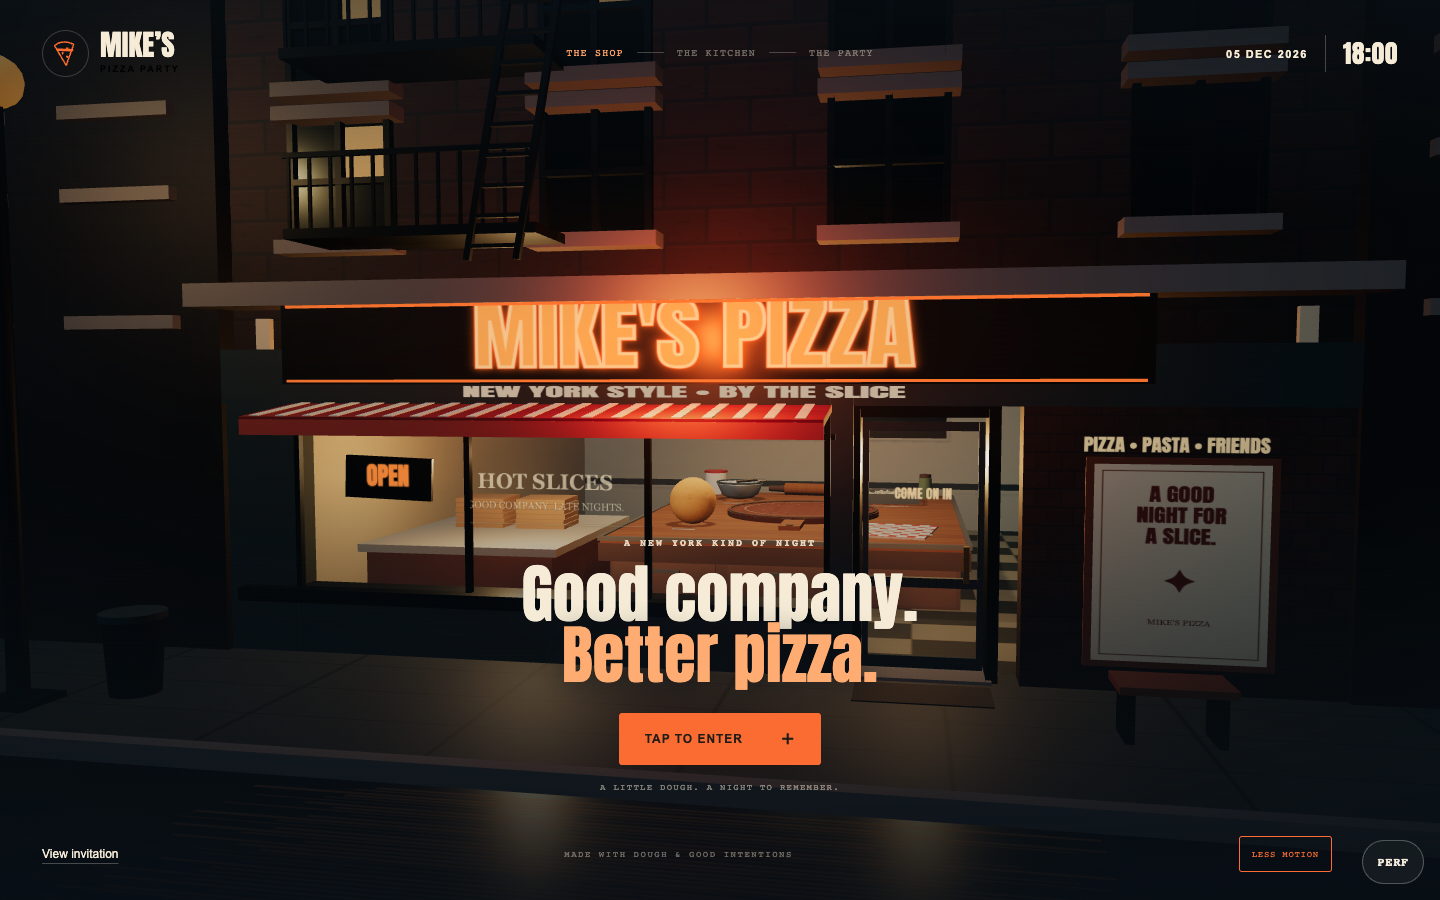 MIKE'S
PIZZA PARTY
THE SHOP
THE KITCHEN
THE PARTY
05 DEC 2026
18:00
MIKE'S PIZZA
NEW YORK STYLE • BY THE SLICE
OPEN
HOT SLICES
GOOD COMPANY. LATE NIGHTS.
COME ON IN
PIZZA • PASTA • FRIENDS
A GOOD
NIGHT FOR
A SLICE.
MIKE'S PIZZA
A NEW YORK KIND OF NIGHT
Good company.
Better pizza.
TAP TO ENTER +
A LITTLE DOUGH. A NIGHT TO REMEMBER.
View invitation
MADE WITH DOUGH & GOOD INTENTIONS
LESS MOTION
PERF